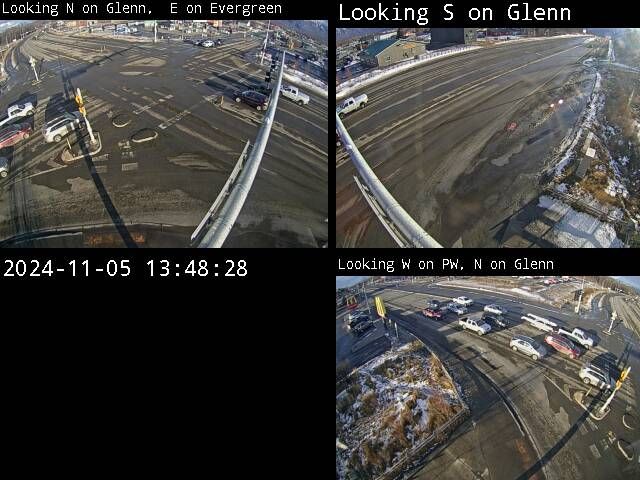 Looking N on Glenn,  E on Evergreen
Looking S on Glenn
2024-11-05 13:48:28
Looking W on PW, N on Glenn